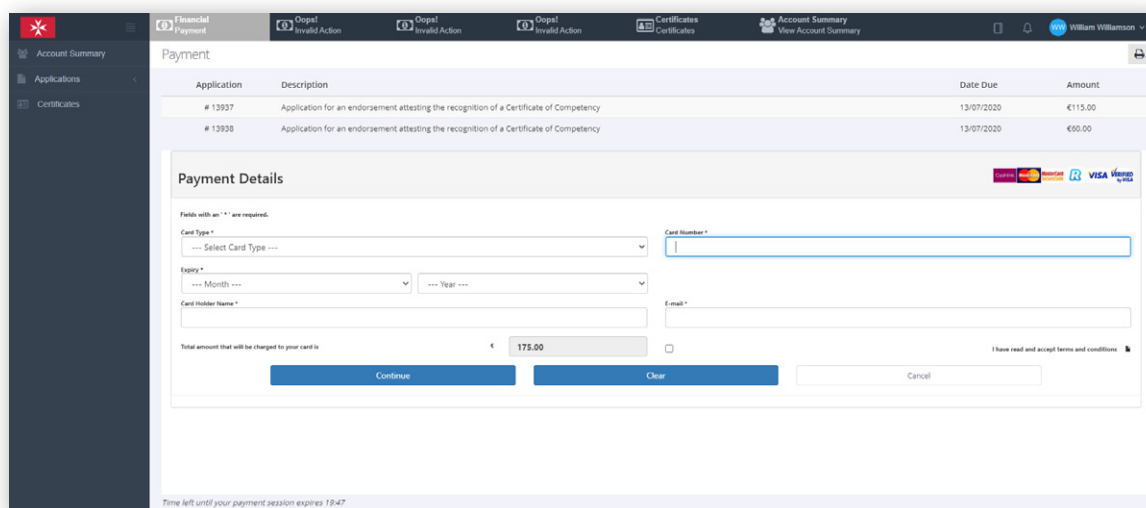 Financial
Payment
Oops!
Invalid Action
Oops!
Invalid Action
Oops!
Invalid Action
Certificates
Certificates
Account Summary
View Account Summary
WW William Williamson
Account Summary
Applications
Certificates
Payment
Application Description Date Due Amount
# 13937 Application for an endorsement attesting the recognition of a Certificate of Competency 13/07/2020 €115.00
# 13938 Application for an endorsement attesting the recognition of a Certificate of Competency 13/07/2020 €60.00
Payment Details
VISA VERIFIED by VISA
Fields with an ' * ' are required.
Card Type * Card Number *
--- Select Card Type ---
Expiry *
--- Month --- --- Year ---
Card Holder Name * E-mail *
Total amount that will be charged to your card is € 175.00 I have read and accept terms and conditions
Continue Clear Cancel
Time left until your payment session expires 19:47